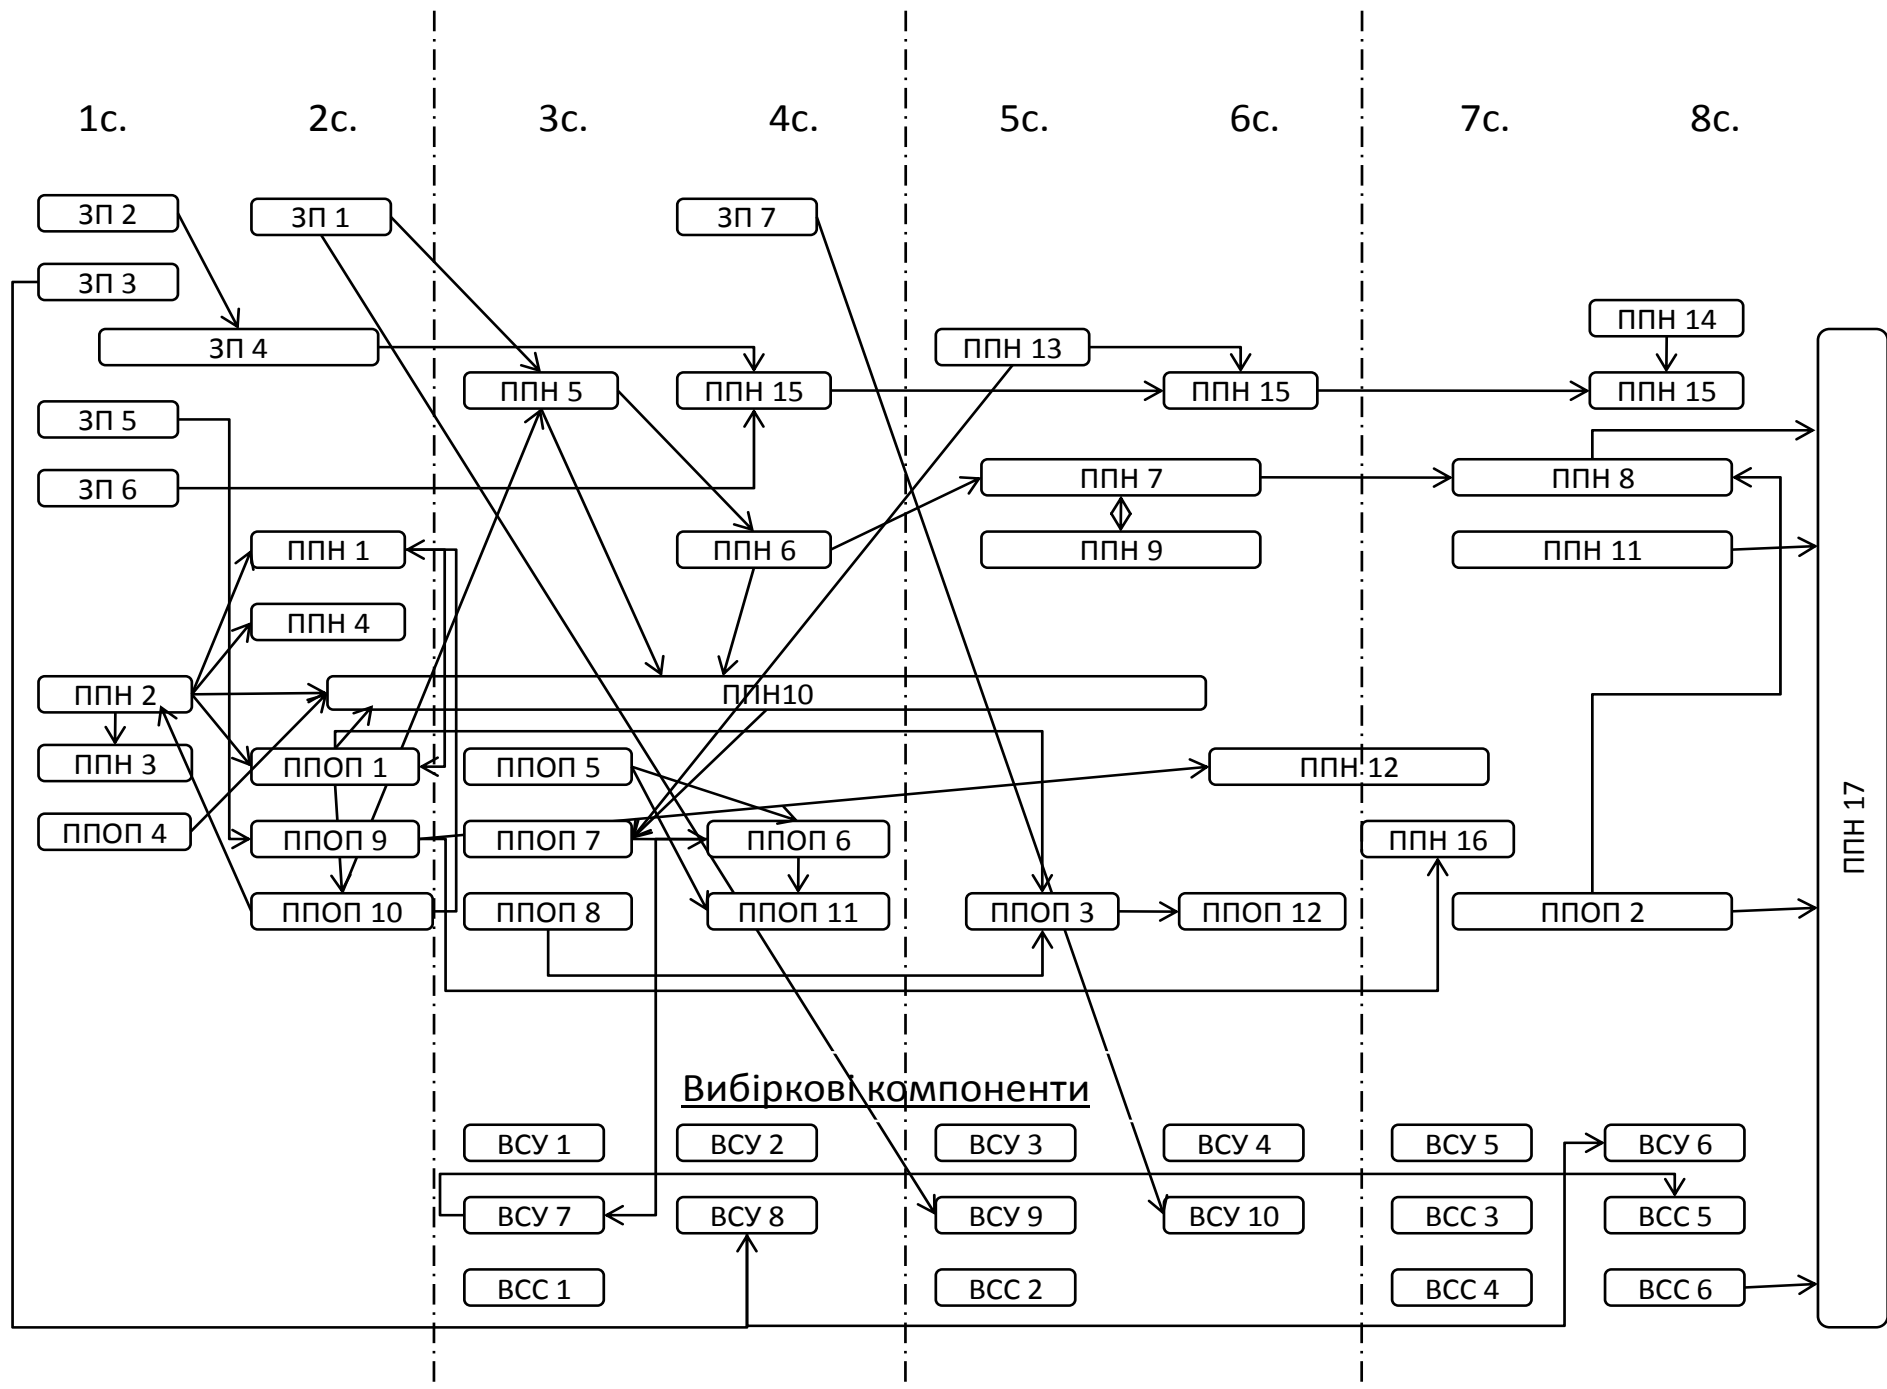 1с. 2с. 3с. 4с. 5с. 6с. 7с. 8с.
ЗП 2 ЗП 1 ЗП 7
ЗП 3
ППН 14
ЗП 4 ППН 13
ППН 5 ППН 15 ППН 15 ППН 15
ЗП 5
ЗП 6 ППН 7 ППН 8
ППН 1 ППН 6 ППН 9 ППН 11
ППН 4
ППН 2 ППН10
ППН 3 ППОП 1 ППОП 5 ППН 12
ППОП 4 ППОП 9 ППОП 7 ППОП 6 ППН 16
ППН 17
ППОП 10 ППОП 8 ППОП 11 ППОП 3 ППОП 12 ППОП 2
Вибіркові компоненти
ВСУ 1 ВСУ 2 ВСУ 3 ВСУ 4 ВСУ 5 ВСУ 6
ВСУ 7 ВСУ 8 ВСУ 9 ВСУ 10 ВСС 3 ВСС 5
ВСС 1 ВСС 2 ВСС 4 ВСС 6